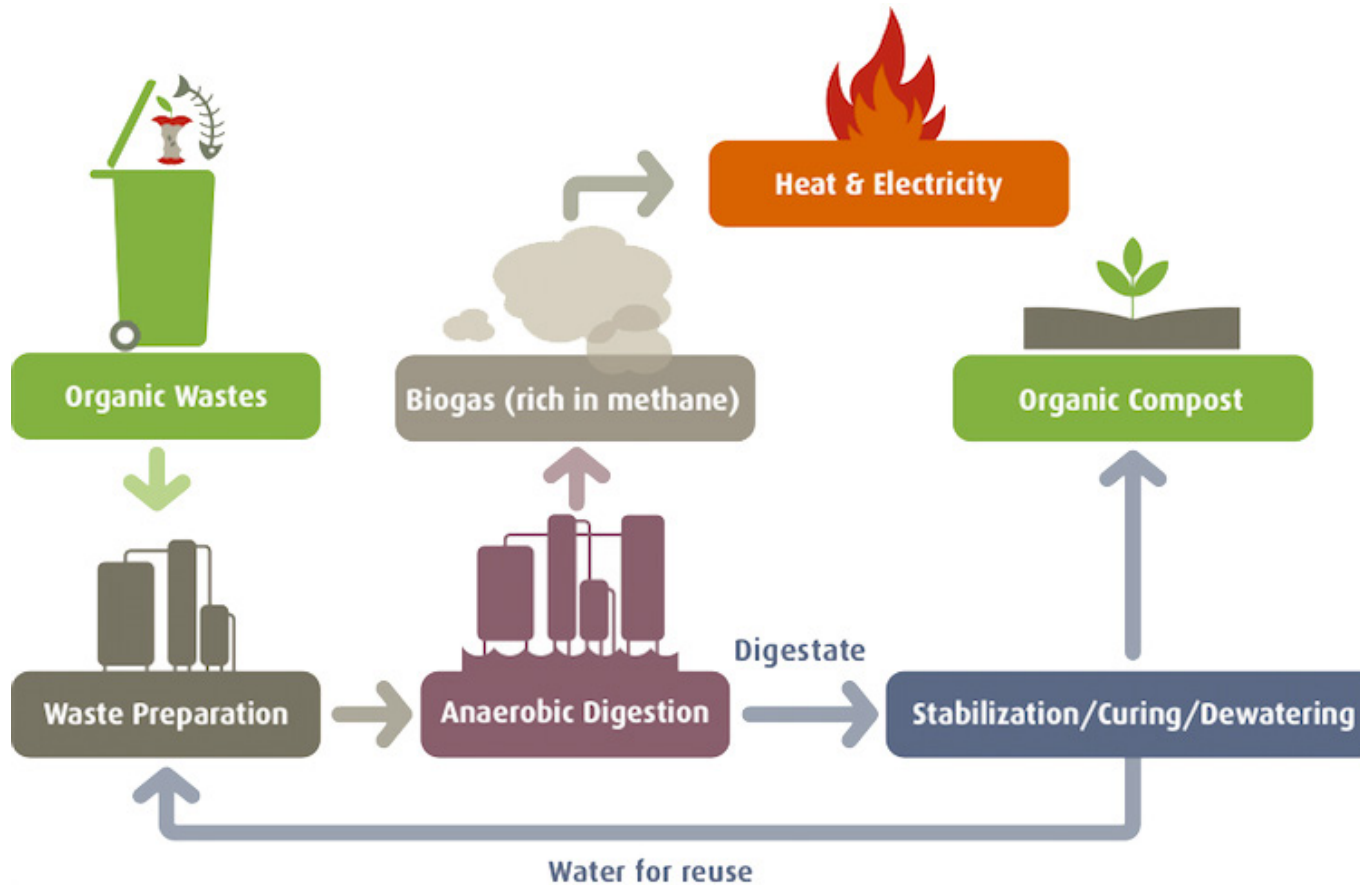 Heat & Electricity
Organic Wastes
Biogas (rich in methane)
Organic Compost
Digestate
Waste Preparation
Anaerobic Digestion
Stabilization/Curing/Dewatering
Water for reuse